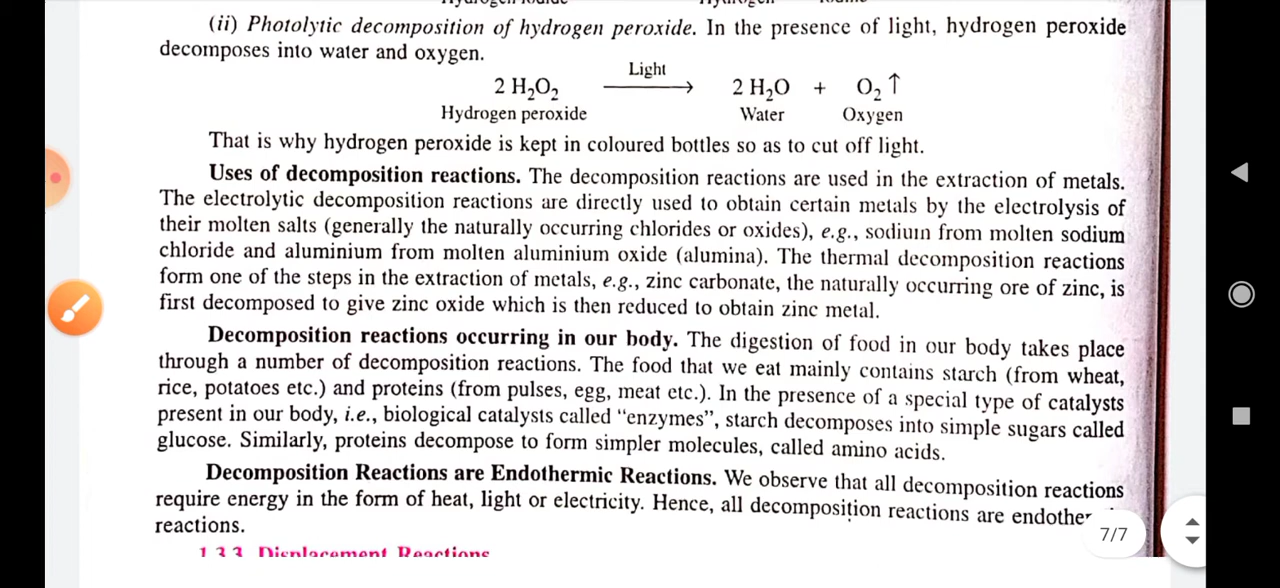 (ii) Photolytic decomposition of hydrogen peroxide. In the presence of light, hydrogen peroxide
decomposes into water and oxygen.
Light
2 H₂O₂ ⟶ 2 H₂O + O₂ ↑
Hydrogen peroxide Water Oxygen
That is why hydrogen peroxide is kept in coloured bottles so as to cut off light.
Uses of decomposition reactions. The decomposition reactions are used in the extraction of metals.
The electrolytic decomposition reactions are directly used to obtain certain metals by the electrolysis of
their molten salts (generally the naturally occurring chlorides or oxides), e.g., sodium from molten sodium
chloride and aluminium from molten aluminium oxide (alumina). The thermal decomposition reactions
form one of the steps in the extraction of metals, e.g., zinc carbonate, the naturally occurring ore of zinc, is
first decomposed to give zinc oxide which is then reduced to obtain zinc metal.
Decomposition reactions occurring in our body. The digestion of food in our body takes place
through a number of decomposition reactions. The food that we eat mainly contains starch (from wheat,
rice, potatoes etc.) and proteins (from pulses, egg, meat etc.). In the presence of a special type of catalysts
present in our body, i.e., biological catalysts called “enzymes”, starch decomposes into simple sugars called
glucose. Similarly, proteins decompose to form simpler molecules, called amino acids.
Decomposition Reactions are Endothermic Reactions. We observe that all decomposition reactions
require energy in the form of heat, light or electricity. Hence, all decomposition reactions are
reactions.
7/7
1.3.3 Displacement Reactions